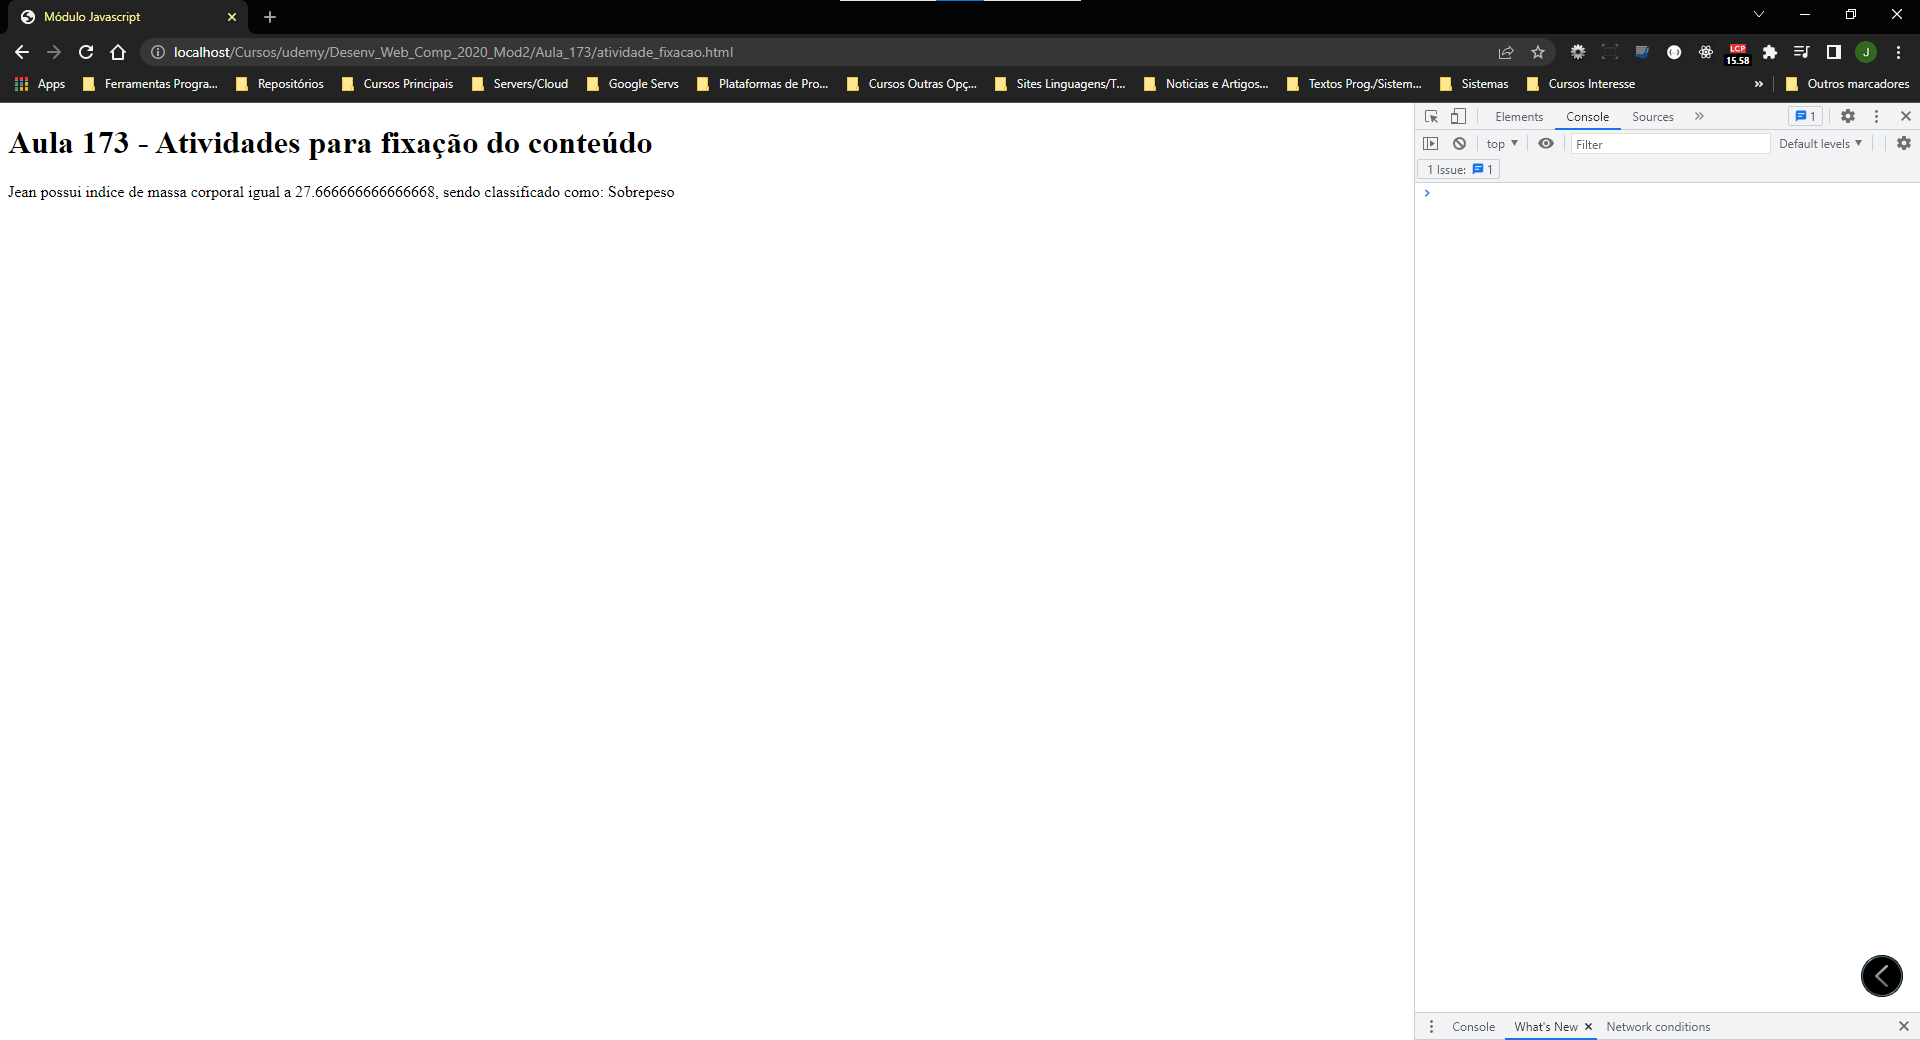 Módulo Javascript
localhost/Cursos/udemy/Desenv_Web_Comp_2020_Mod2/Aula_173/atividade_fixacao.html
LCP
15.58
J
Apps Ferramentas Progra... Repositórios Cursos Principais Servers/Cloud Google Servs Plataformas de Pro... Cursos Outras Opç... Sites Linguagens/T... Noticias e Artigos... Textos Prog./Sistem... Sistemas Cursos Interesse » Outros marcadores
Aula 173 - Atividades para fixação do conteúdo
Jean possui indice de massa corporal igual a 27.666666666666668, sendo classificado como: Sobrepeso
Elements Console Sources » 1
top Filter Default levels
1 Issue: 1
Console What's New Network conditions